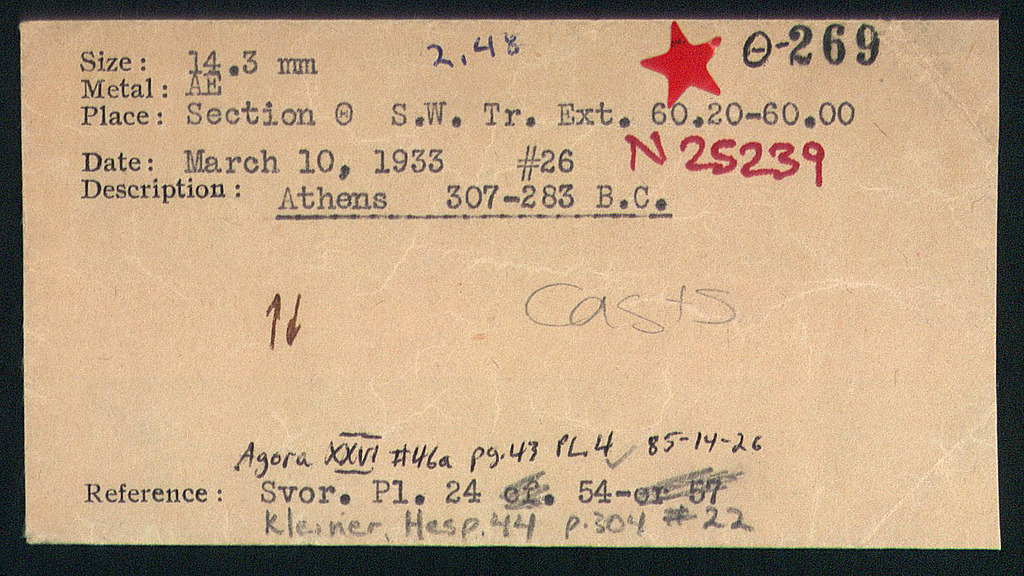 2.48 Θ-269
Size: 14.3 mm
Metal: AE
Place: Section Θ S.W. Tr. Ext. 60.20-60.00
N 25239
Date: March 10, 1933 #26
Description: Athens 307-283 B.C.
↑↓ Casts
Agora XXVI #46a pg.43 PL.4 ✓ 85-14-26
Reference: Svor. Pl. 24 cf. 54-or 57
Kleiner, Hesp. 44 p.304 #22